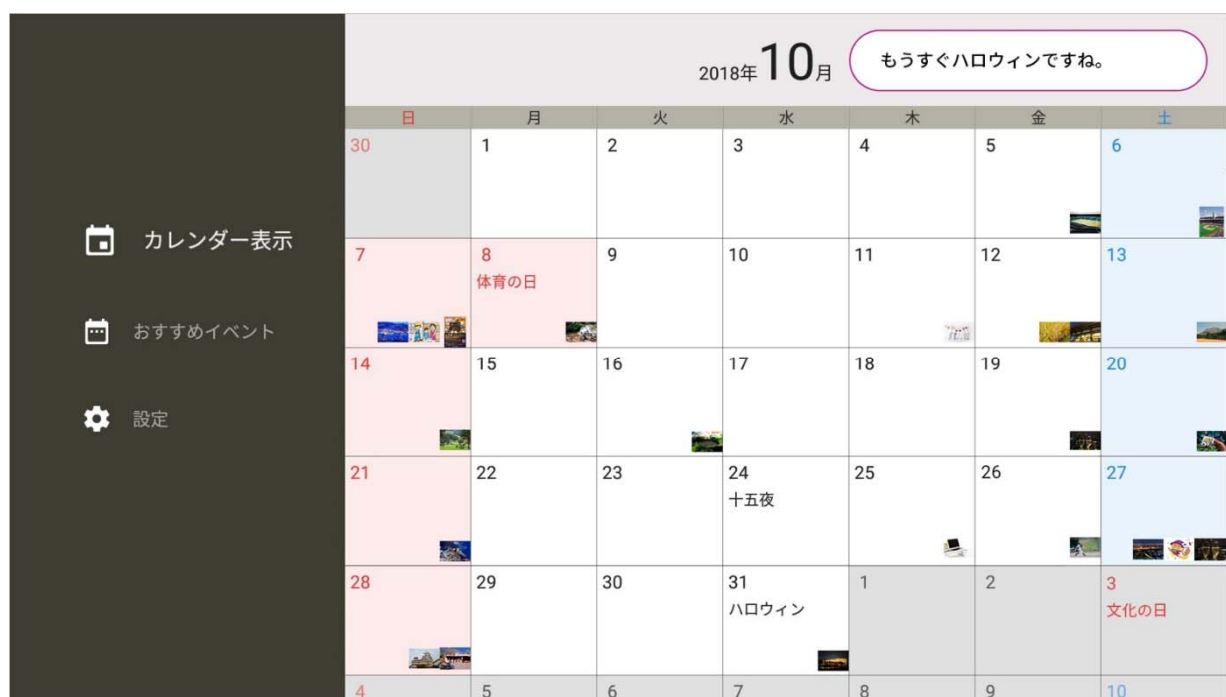 2018年10月
もうすぐハロウィンですね。
カレンダー表示
おすすめイベント
設定
日 月 火 水 木 金 土
30 1 2 3 4 5 6
7 8 9 10 11 12 13
体育の日
14 15 16 17 18 19 20
21 22 23 24 25 26 27
十五夜
28 29 30 31 1 2 3
ハロウィン 文化の日
4 5 6 7 8 9 10